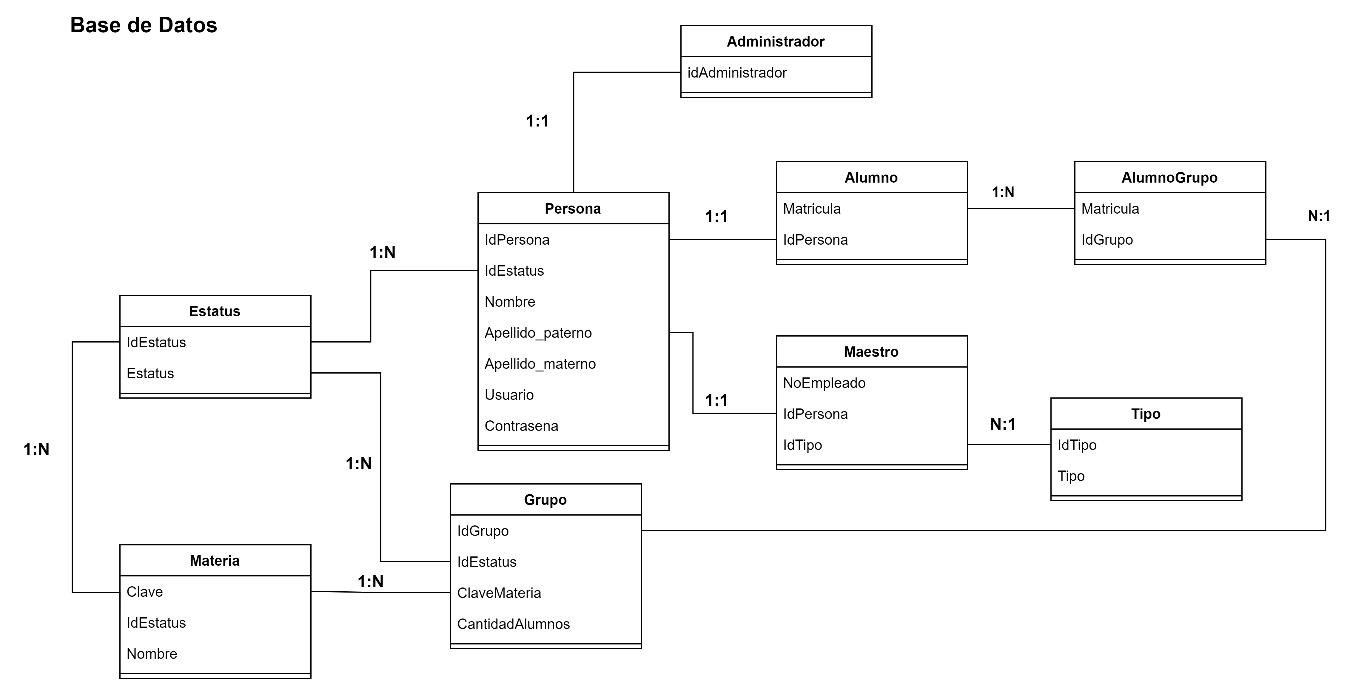 Base de Datos
Administrador
idAdministrador
1:1
Alumno
Matricula
IdPersona
1:N
AlumnoGrupo
Matricula
IdGrupo
N:1
Persona
IdPersona
IdEstatus
Nombre
Apellido_paterno
Apellido_materno
Usuario
Contrasena
1:1
1:N
Estatus
IdEstatus
Estatus
Maestro
NoEmpleado
IdPersona
IdTipo
1:1
N:1
Tipo
IdTipo
Tipo
1:N
1:N
Grupo
IdGrupo
IdEstatus
ClaveMateria
CantidadAlumnos
Materia
Clave
IdEstatus
Nombre
1:N